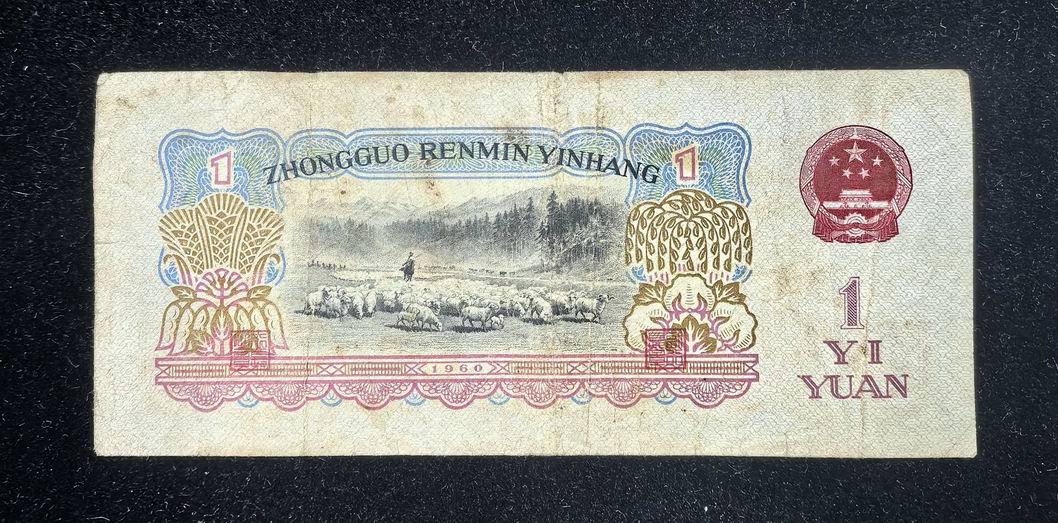 1
ZHONGGUO RENMIN YINHANG
1
1960
1
YI
YUAN